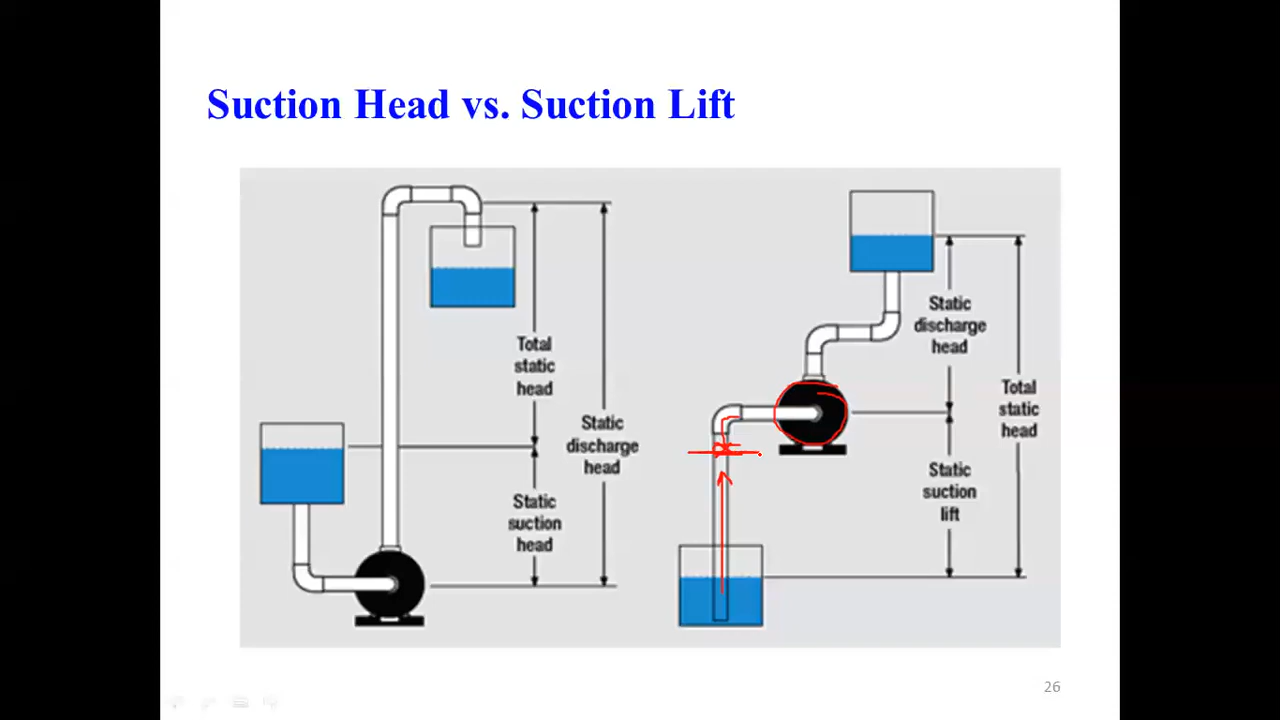 Suction Head vs. Suction Lift
Total
static
head
Static
discharge
head
Static
suction
head
Static
discharge
head
Total
static
head
Static
suction
lift
26